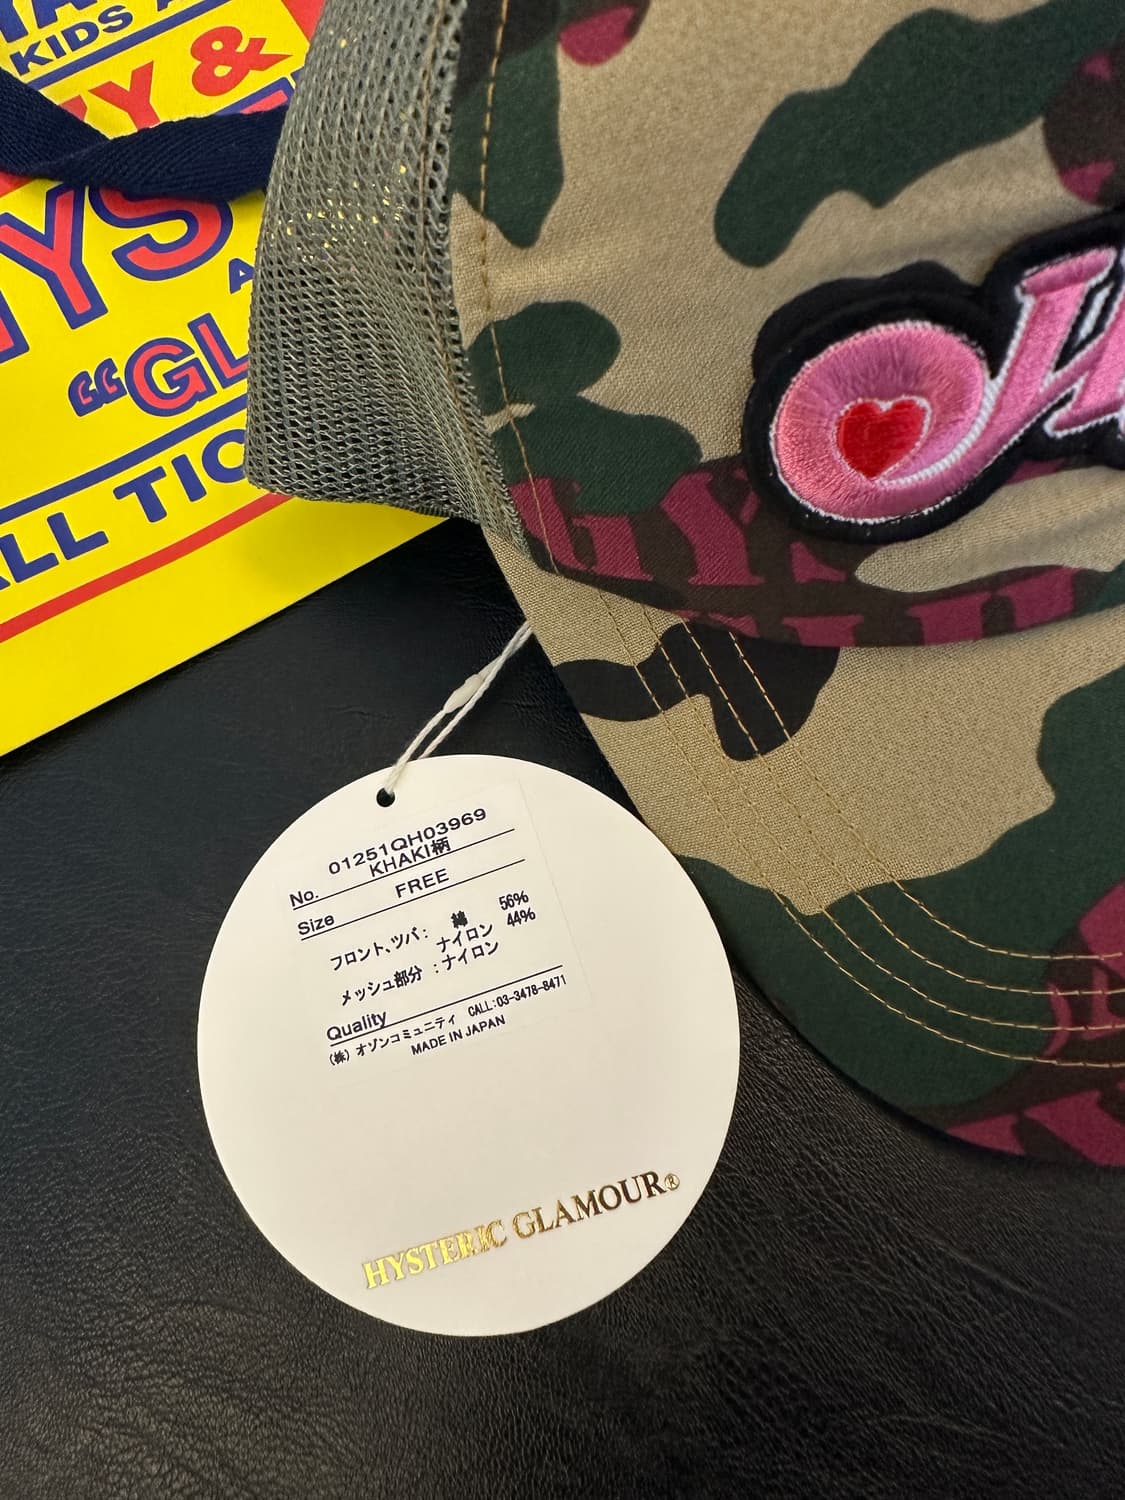 KIDS A
Y &
YS
A
"GL
ALL TIC
H
GYS
01251QH03969
No. KHAKI柄
Size FREE
フロント、ツバ: 綿 56%
ナイロン 44%
メッシュ部分 :ナイロン
Quality
(株) オゾンコミュニティ CALL:03-3478-8471
MADE IN JAPAN
HYSTERIC GLAMOUR®